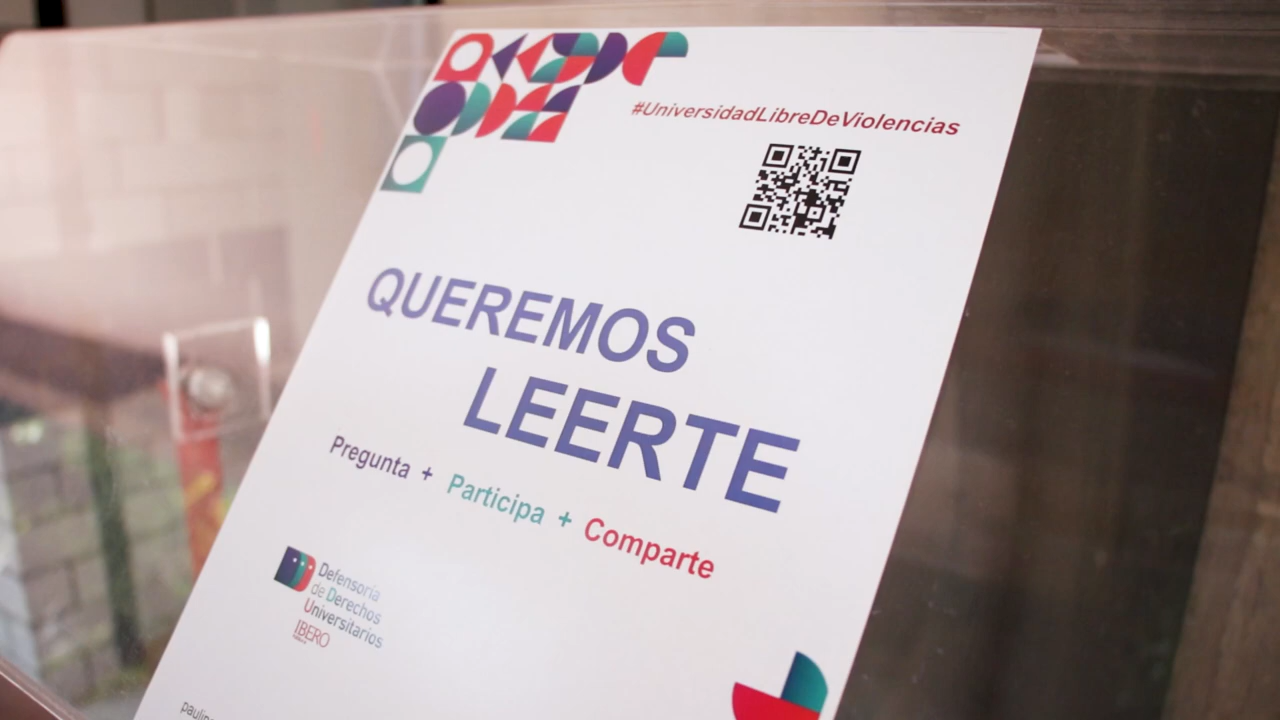 #UniversidadLibreDeViolencias
QUEREMOS
LEERTE
Pregunta + Participa + Comparte
Defensoría
de Derechos
Universitarios
IBERO